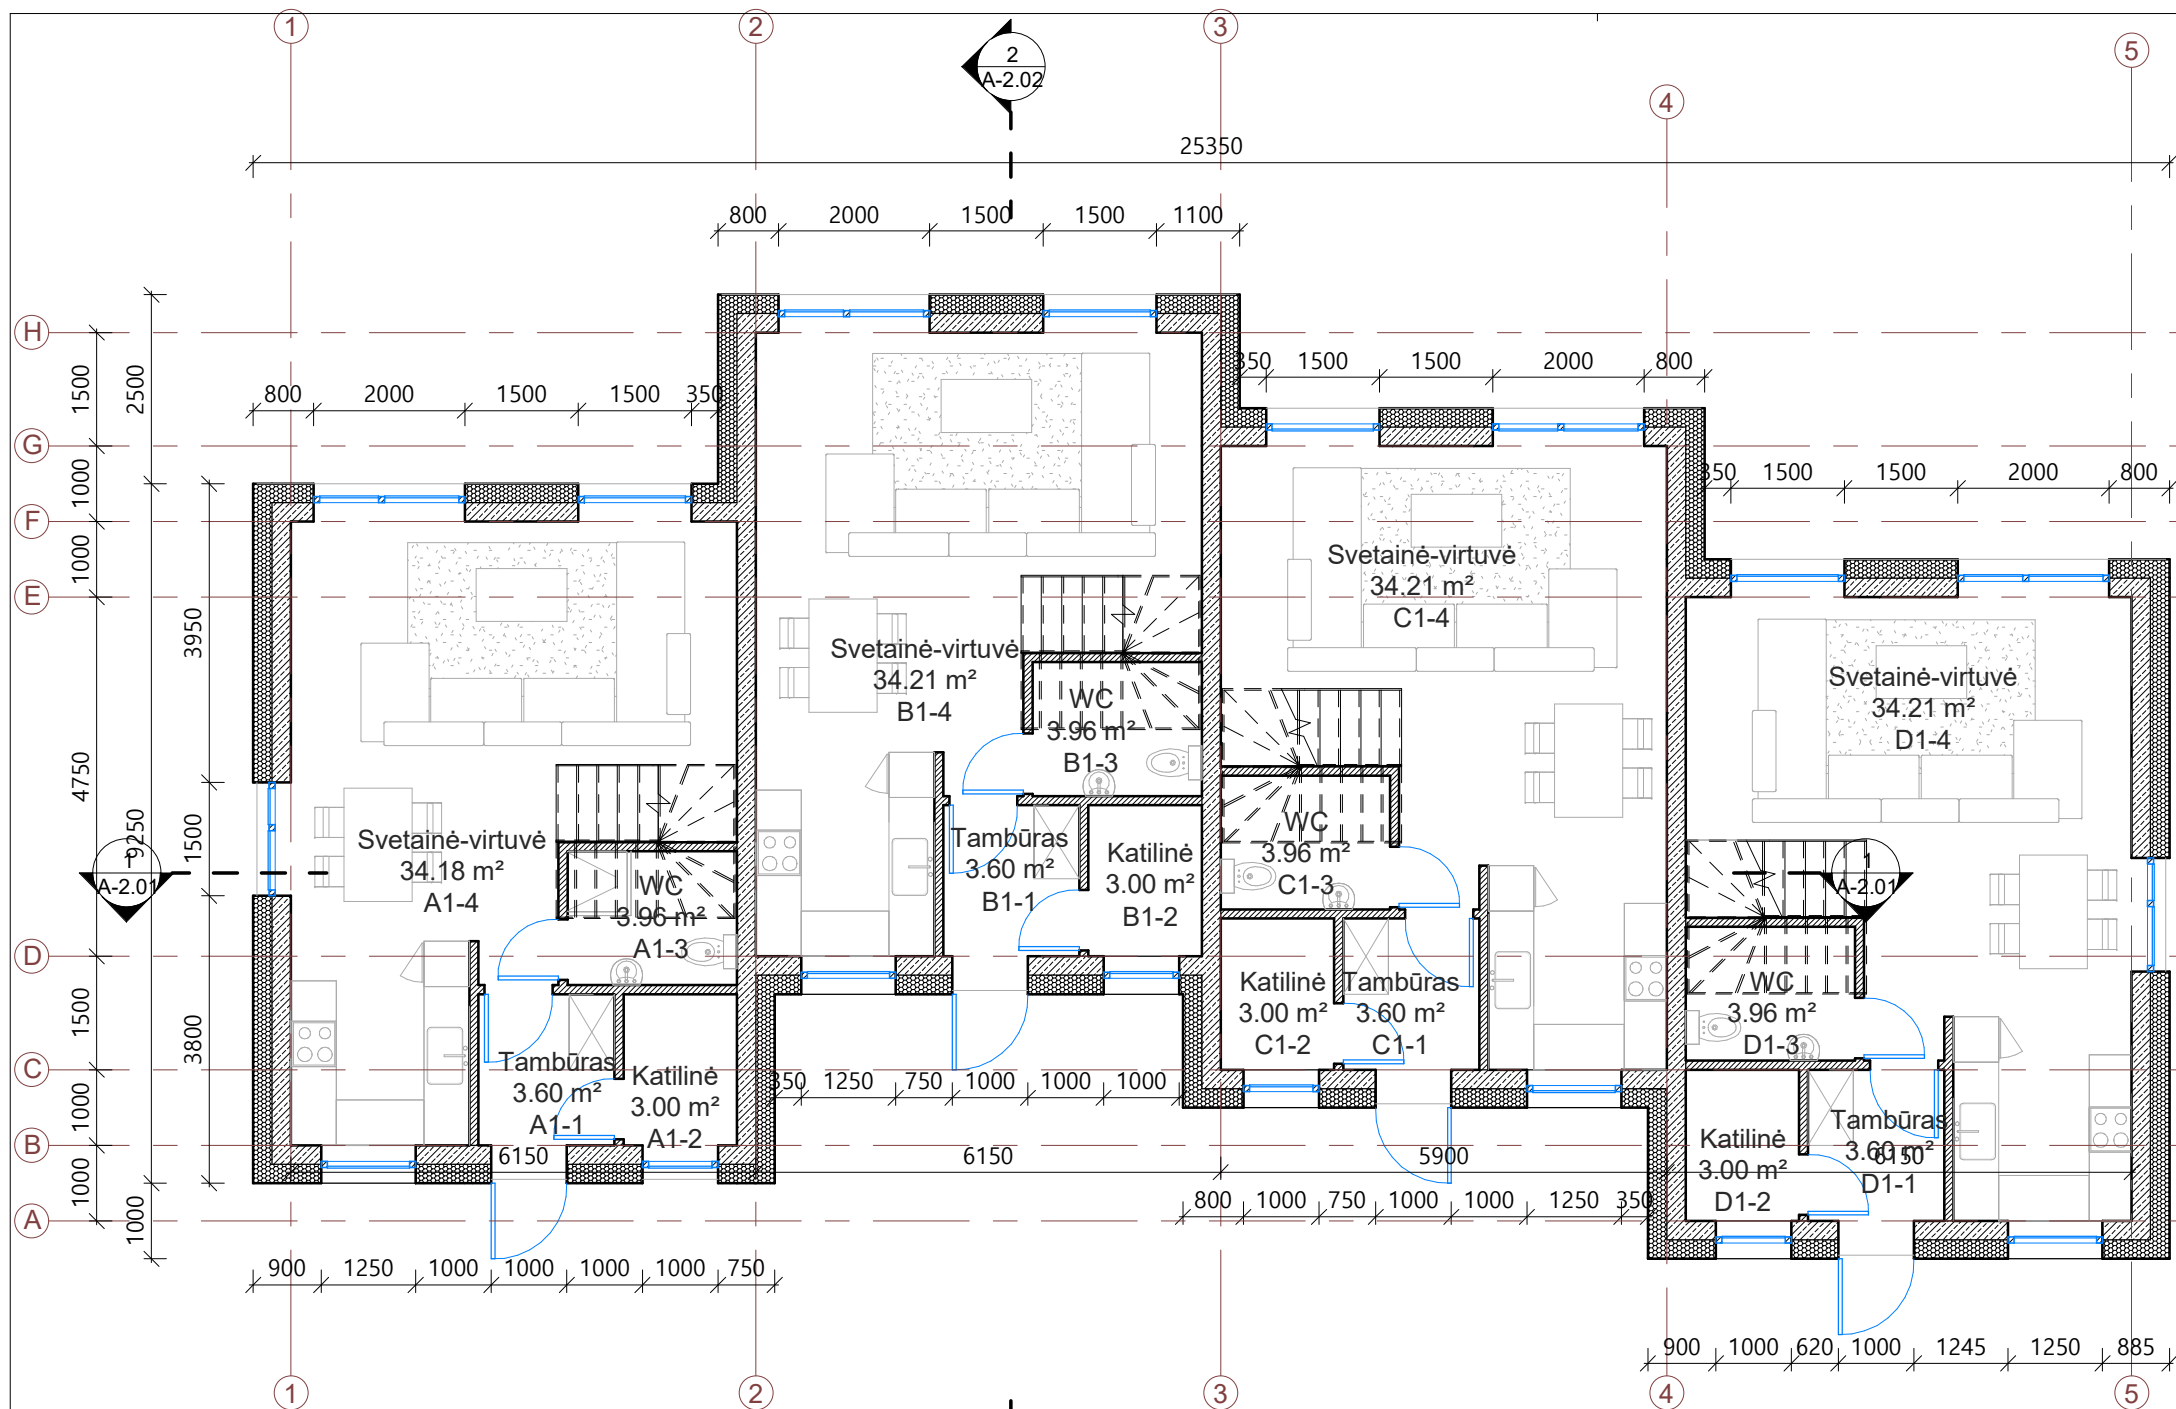 1
2
3
4
5
2
A-2.02
25350
800
2000
1500
1500
1100
H
G
F
E
D
C
B
A
1500
1000
1000
4750
1500
1000
1000
2500
9250
1000
3950
1500
3800
800
2000
1500
1500
350
350
1500
1500
2000
800
350
1500
1500
2000
800
1
A-2.01
1
A-2.01
Svetainė-virtuvė
34.18 m²
A1-4
WC
3.96 m²
A1-3
Tambūras
3.60 m²
A1-1
Katilinė
3.00 m²
A1-2
Svetainė-virtuvė
34.21 m²
B1-4
WC
3.96 m²
B1-3
Tambūras
3.60 m²
B1-1
Katilinė
3.00 m²
B1-2
Svetainė-virtuvė
34.21 m²
C1-4
WC
3.96 m²
C1-3
Katilinė
3.00 m²
C1-2
Tambūras
3.60 m²
C1-1
Svetainė-virtuvė
34.21 m²
D1-4
WC
3.96 m²
D1-3
Katilinė
3.00 m²
D1-2
Tambūras
3.60 m²
D1-1
350
1250
750
1000
1000
1000
6150
6150
5900
6150
800
1000
750
1000
1000
1250
350
900
1250
1000
1000
1000
1000
750
900
1000
620
1000
1245
1250
885
1
2
3
4
5